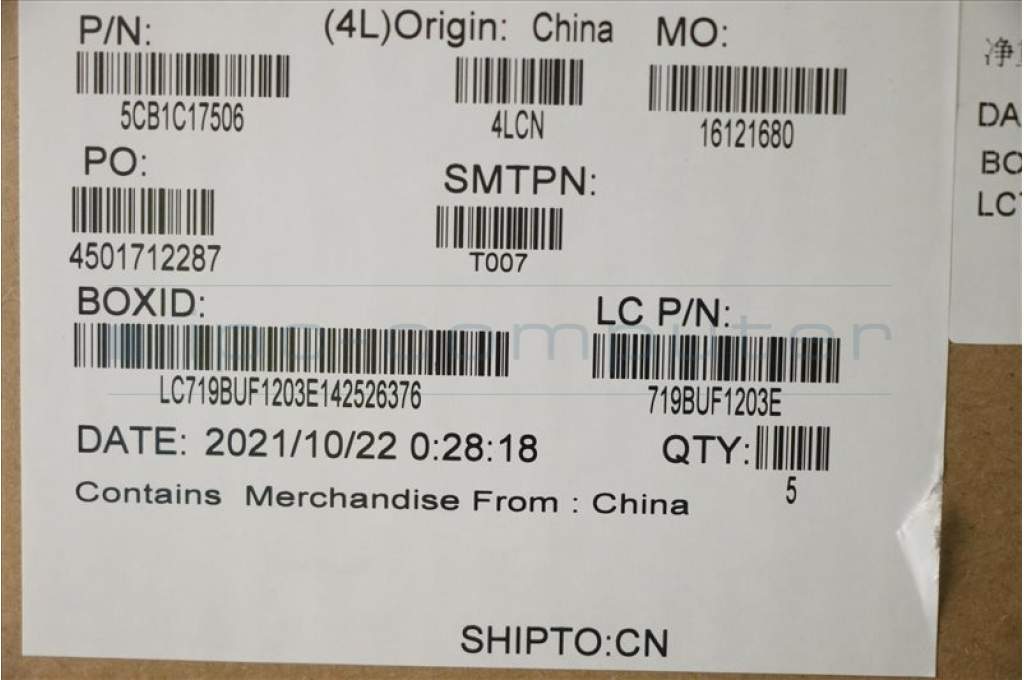 P/N: (4L)Origin: China MO:
5CB1C17506 4LCN 16121680
PO: SMTPN:
4501712287 T007
BOXID: LC P/N:
LC719BUF1203E142526376 719BUF1203E
DATE: 2021/10/22 0:28:18 QTY:
5
Contains Merchandise From : China
SHIPTO:CN
净
DA
BO
LC